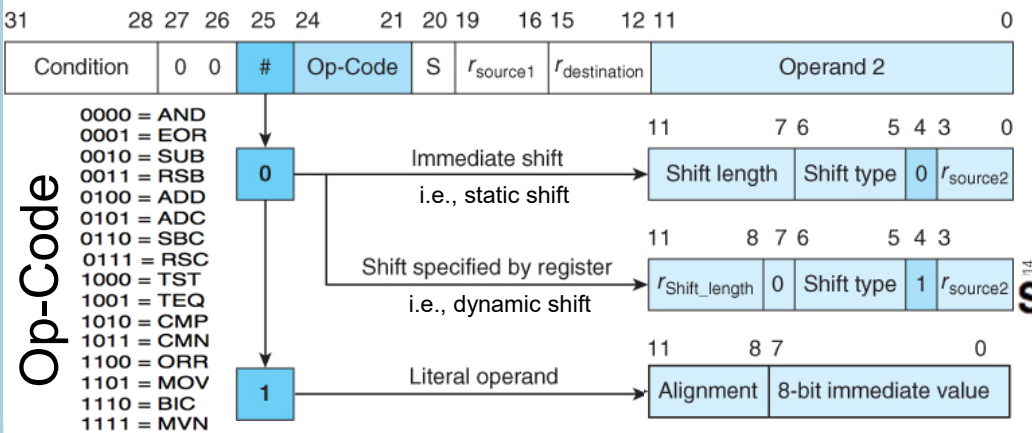 31 28 27 26 25 24 21 20 19 16 15 12 11 0
Condition 0 0 # Op-Code S rsource1 rdestination Operand 2
Op-Code
0000 = AND
0001 = EOR
0010 = SUB
0011 = RSB
0100 = ADD
0101 = ADC
0110 = SBC
0111 = RSC
1000 = TST
1001 = TEQ
1010 = CMP
1011 = CMN
1100 = ORR
1101 = MOV
1110 = BIC
1111 = MVN
0
Immediate shift
i.e., static shift
11 7 6 5 4 3 0
Shift length Shift type 0 rsource2
Shift specified by register
i.e., dynamic shift
11 8 7 6 5 4 3
rShift_length 0 Shift type 1 rsource2
14
1
Literal operand
11 8 7 0
Alignment 8-bit immediate value